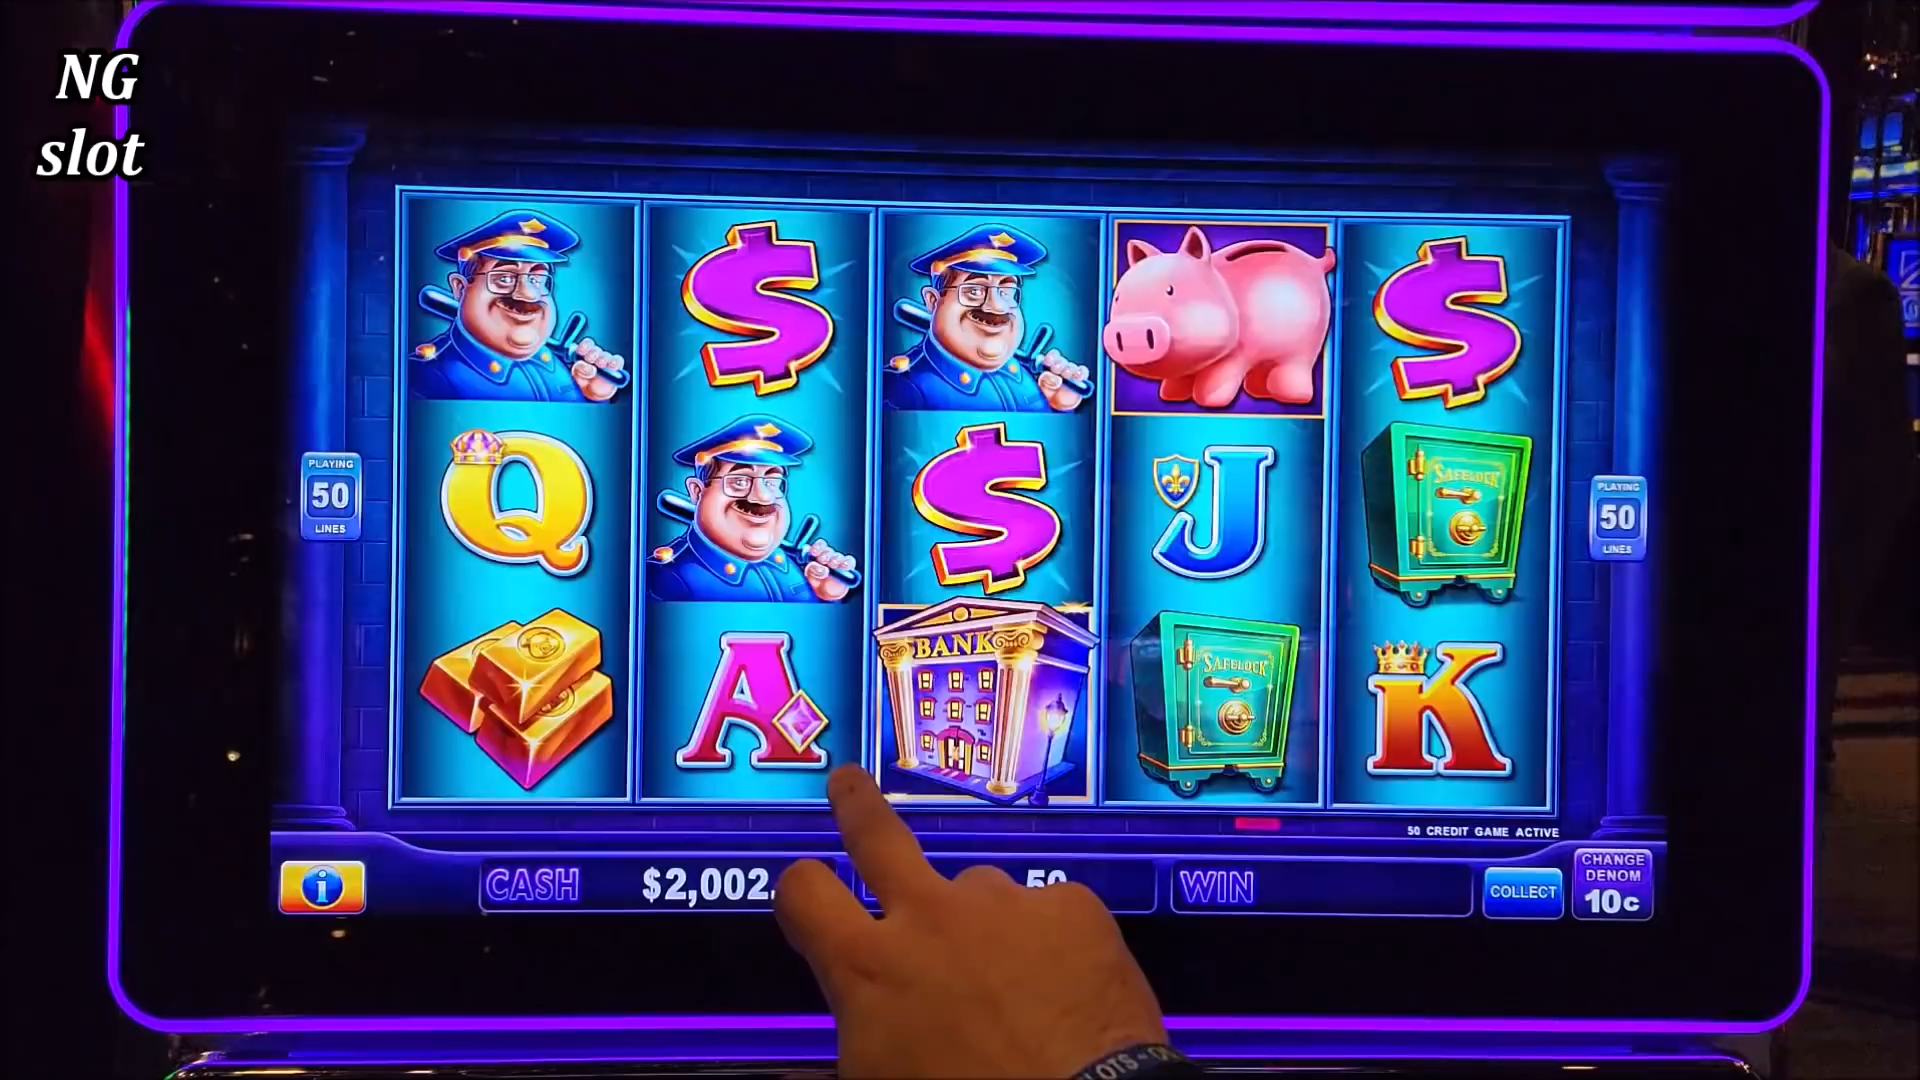 NG
slot
PLAYING
50
LINES
BANK
SAFELOCK
SAFELOCK
PLAYING
50
LINES
50 CREDIT GAME ACTIVE
CASH $2,002.
50
WIN
COLLECT
CHANGE
DENOM
10c
Q
A
J
K
$
$
$